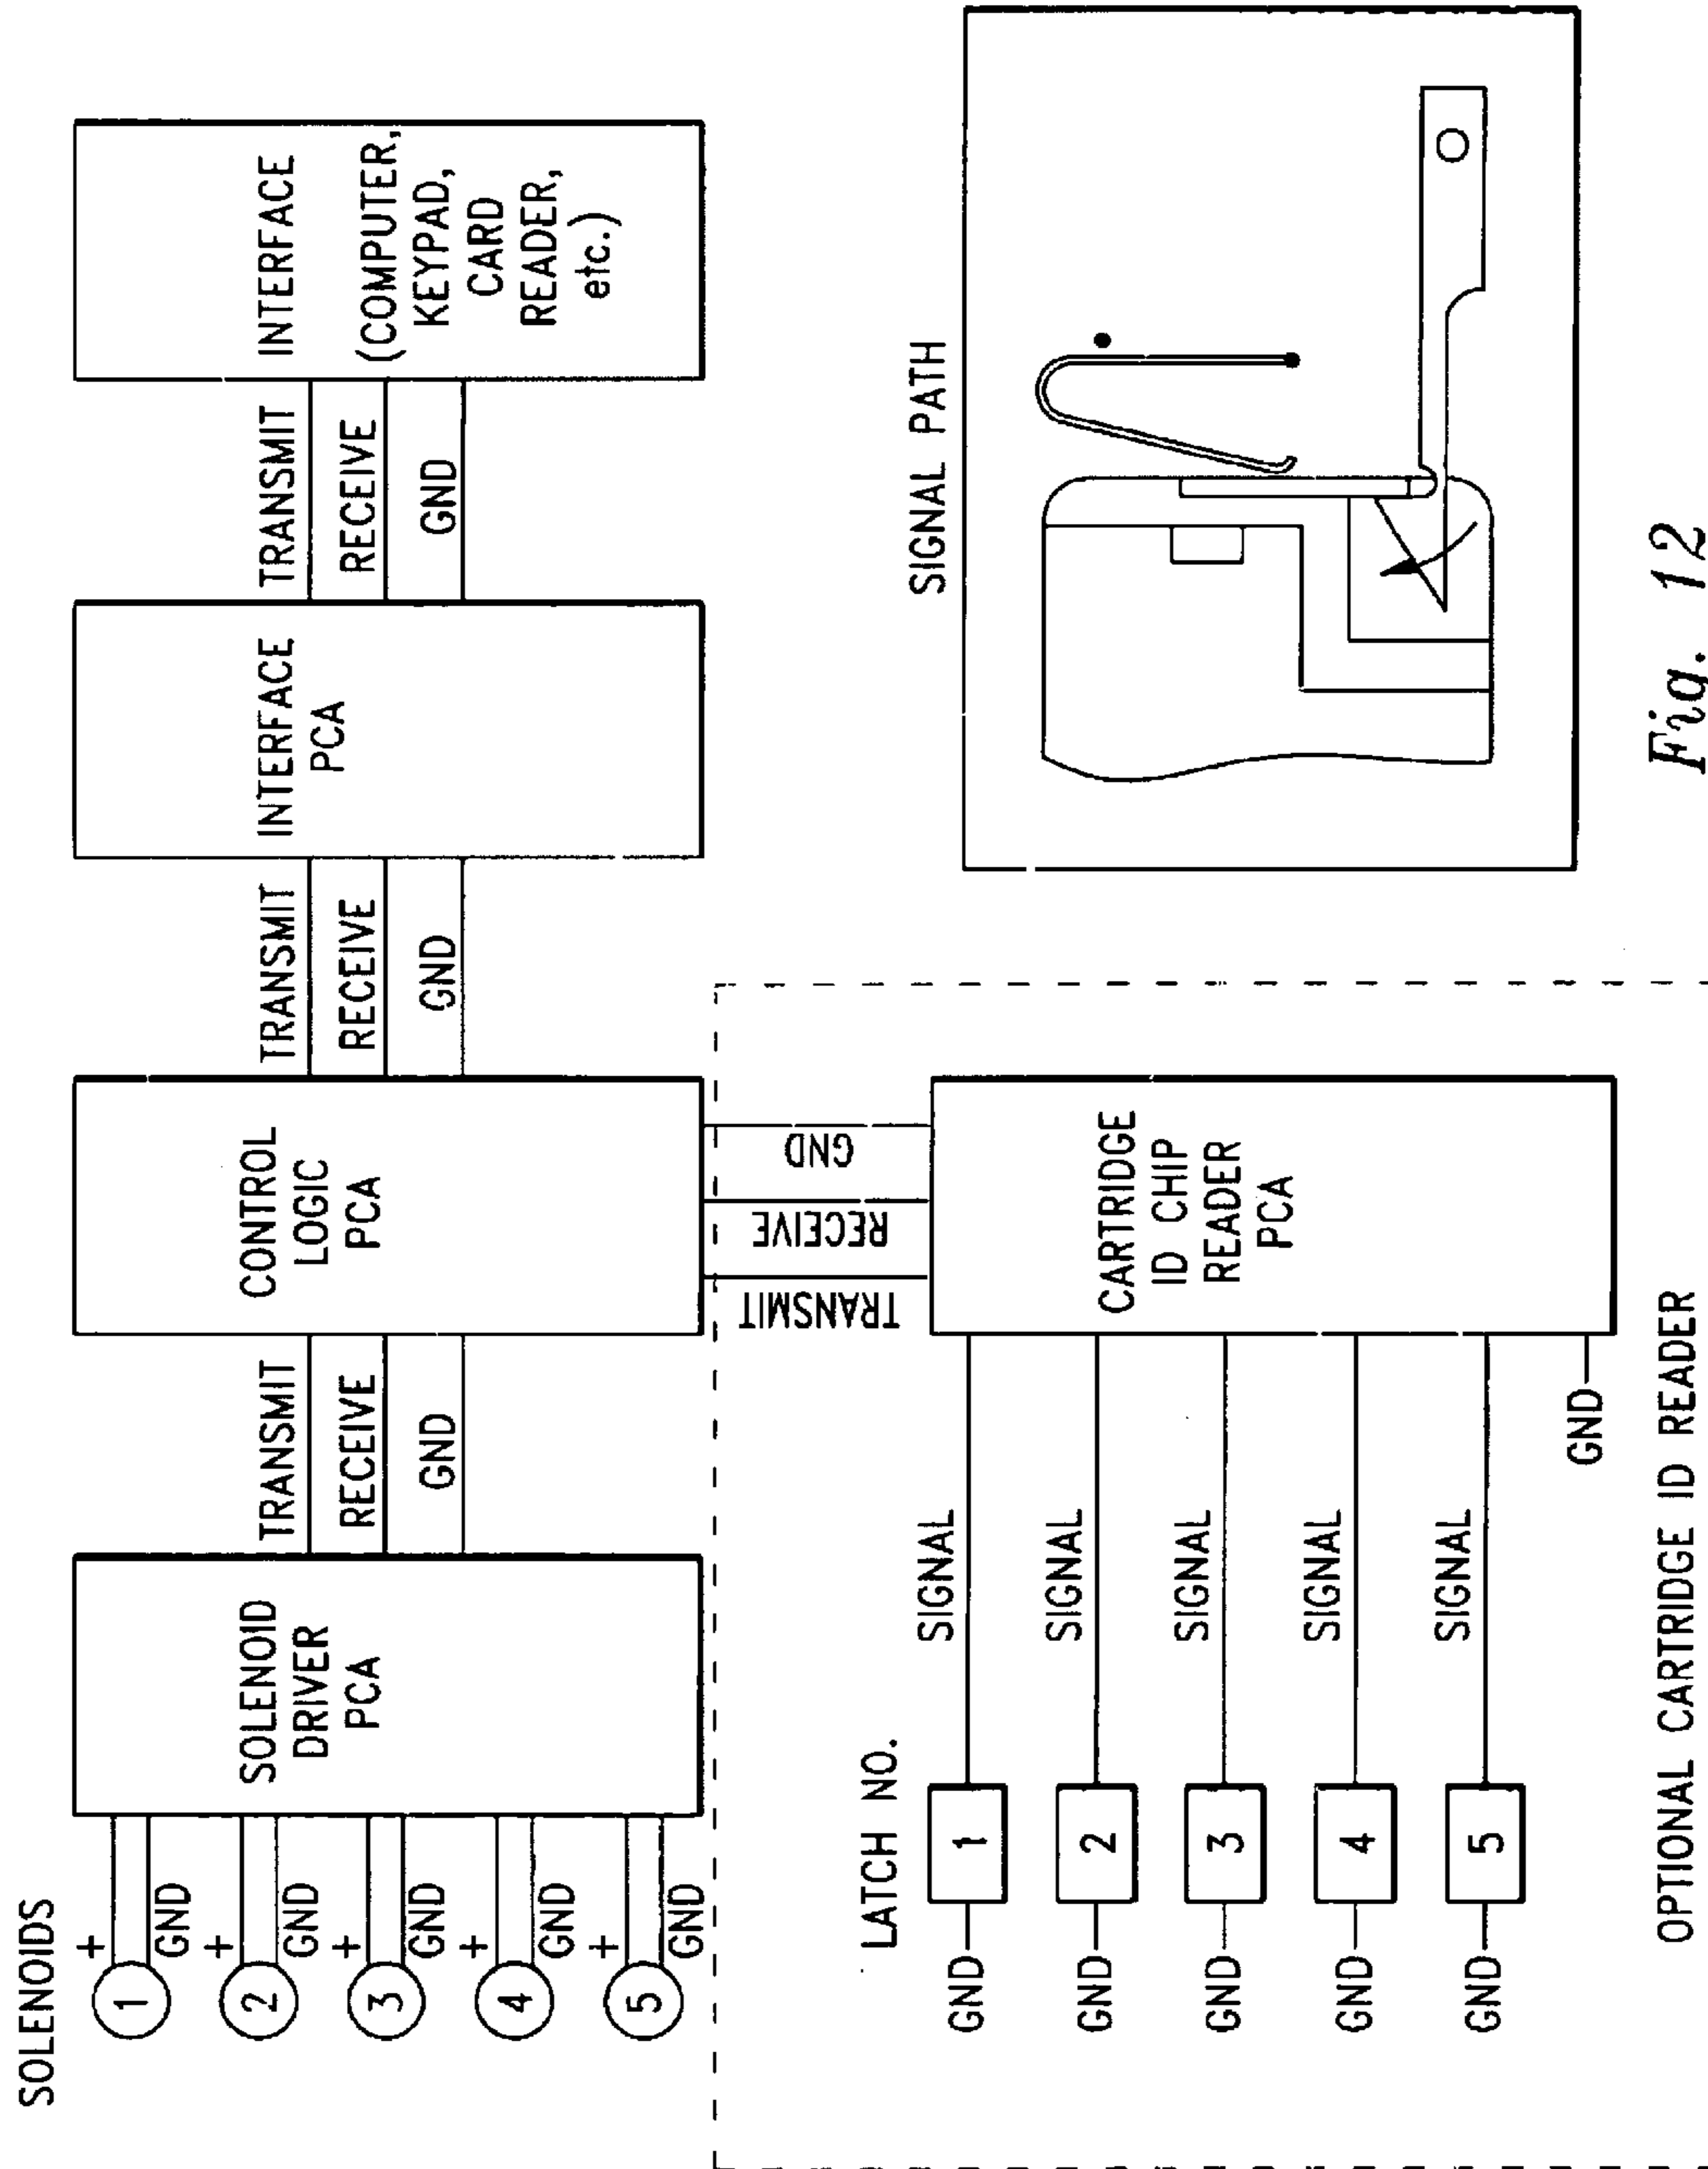 SOLENOIDS
+
GND
+
GND
+
GND
+
GND
+
GND
1
2
3
4
5
SOLENOID
DRIVER
PCA
TRANSMIT
RECEIVE
GND
CONTROL
LOGIC
PCA
TRANSMIT
RECEIVE
GND
INTERFACE
PCA
TRANSMIT
RECEIVE
GND
INTERFACE
(COMPUTER,
KEYPAD,
CARD
READER,
etc.)
TRANSMIT
RECEIVE
GND
LATCH NO.
GND
1
SIGNAL
GND
2
SIGNAL
GND
3
SIGNAL
GND
4
SIGNAL
GND
5
SIGNAL
CARTRIDGE
ID CHIP
READER
PCA
GND
OPTIONAL CARTRIDGE ID READER
SIGNAL PATH
Fig. 12